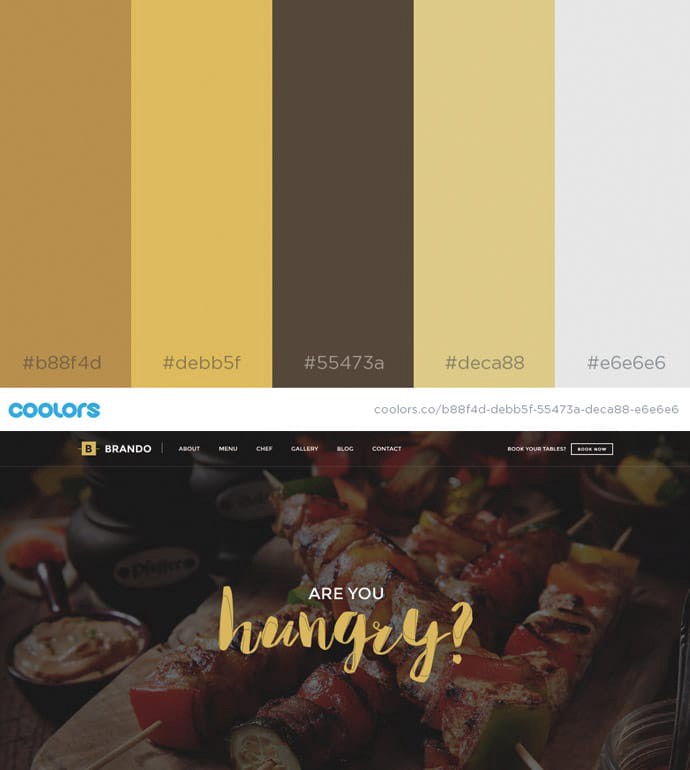 #b88f4d #debb5f #55473a #deca88 #e6e6e6
coolors coolors.co/b88f4d-debb5f-55473a-deca88-e6e6e6
B BRANDO ABOUT MENU CHEF GALLERY BLOG CONTACT BOOK YOUR TABLES? BOOK NOW
ARE YOU
hungry?